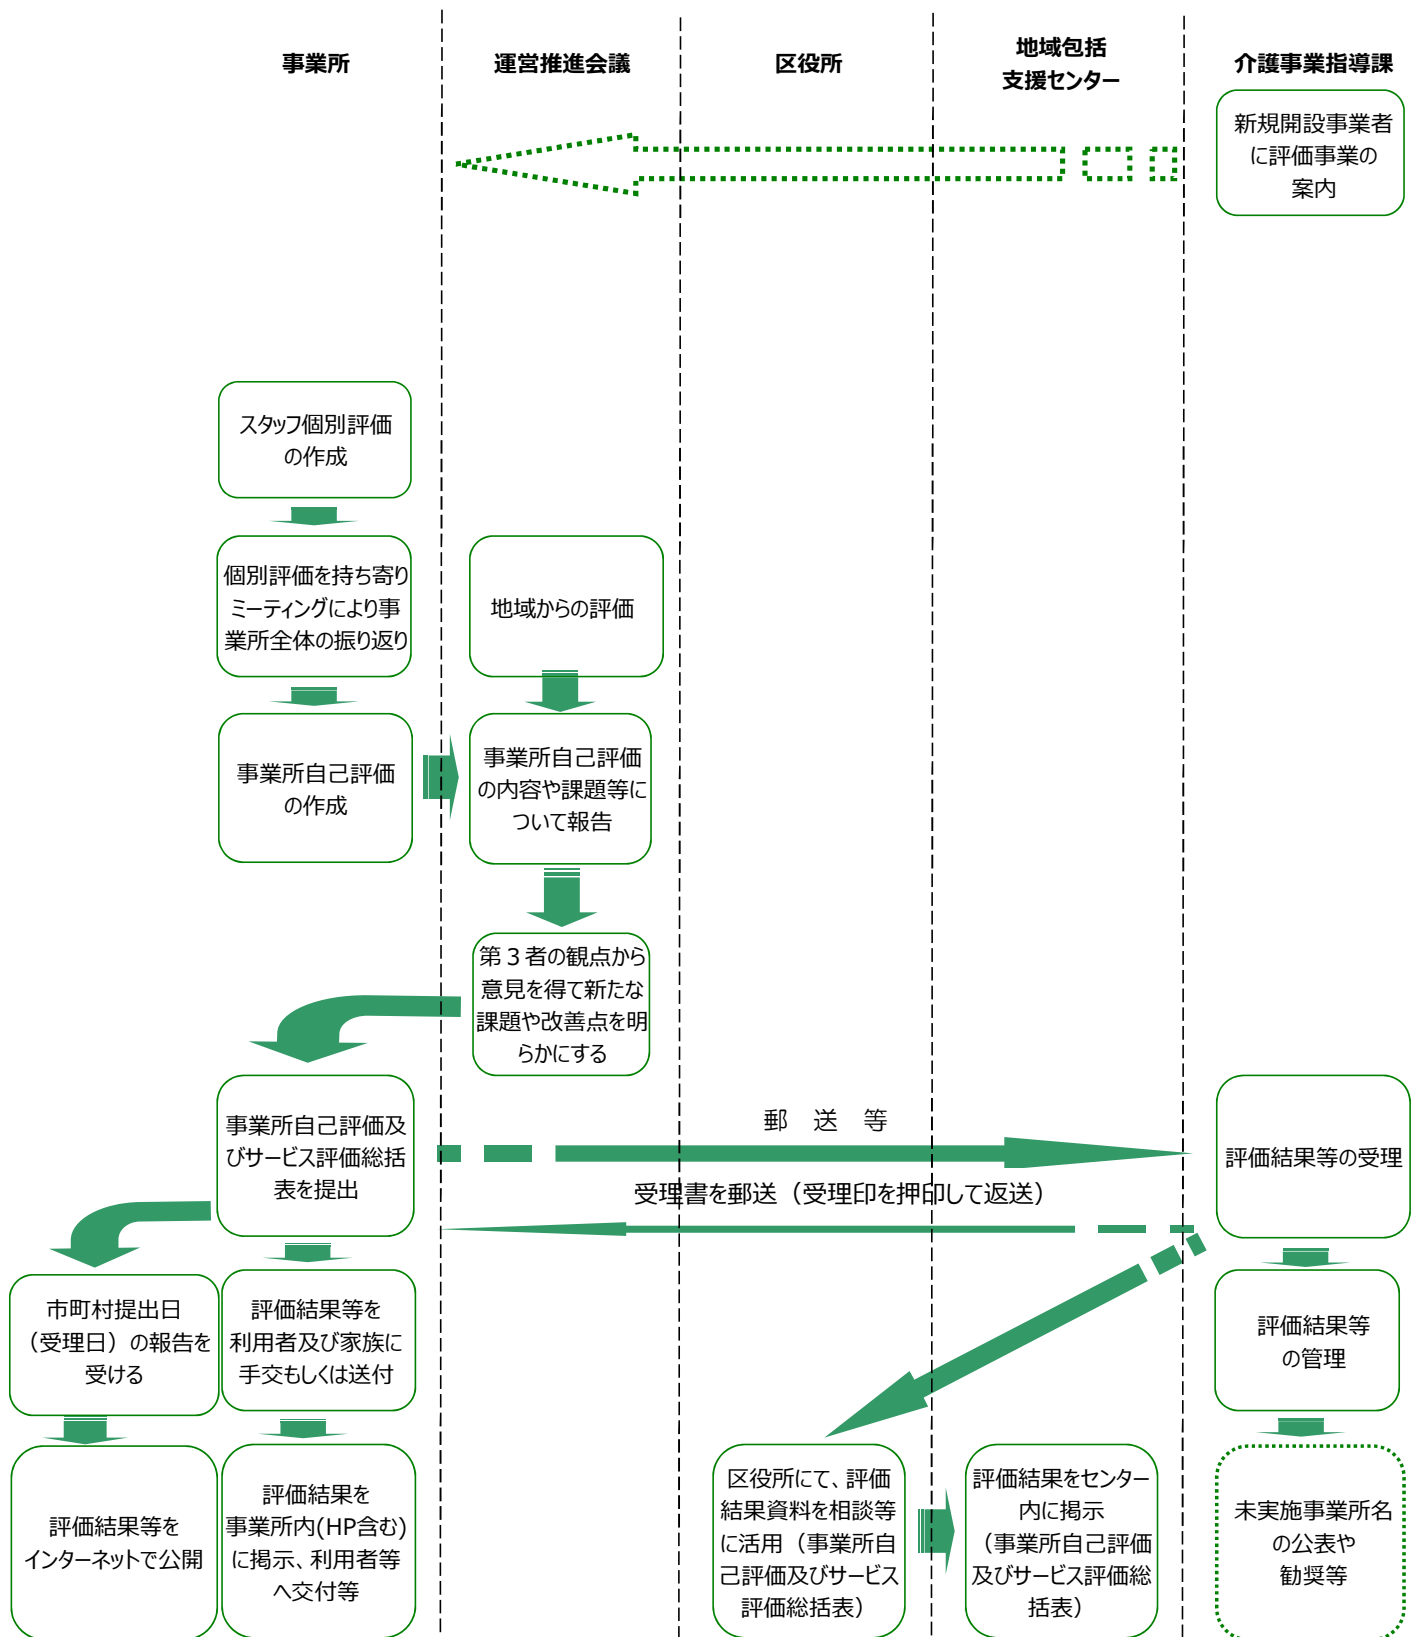 事業所
運営推進会議
区役所
地域包括
支援センター
介護事業指導課
新規開設事業者
に評価事業の
案内
スタッフ個別評価
の作成
個別評価を持ち寄り
ミーティングにより事
業所全体の振り返り
地域からの評価
事業所自己評価
の作成
事業所自己評価
の内容や課題等に
ついて報告
第３者の観点から
意見を得て新たな
課題や改善点を明
らかにする
事業所自己評価及
びサービス評価総括
表を提出
郵　送　等
評価結果等の受理
受理書を郵送（受理印を押印して返送）
市町村提出日
（受理日）の報告を
受ける
評価結果等を
利用者及び家族に
手交もしくは送付
評価結果等
の管理
評価結果等を
インターネットで公開
評価結果を
事業所内(HP含む)
に掲示、利用者等
へ交付等
区役所にて、評価
結果資料を相談等
に活用（事業所自
己評価及びサービス
評価総括表）
評価結果をセンター
内に掲示
（事業所自己評価
及びサービス評価総
括表）
未実施事業所名
の公表や
勧奨等